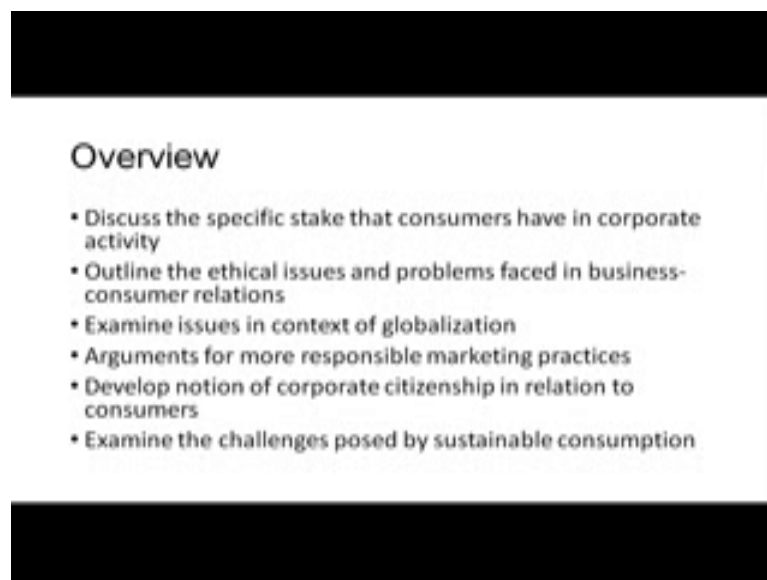 Overview
• Discuss the specific stake that consumers have in corporate
activity
• Outline the ethical issues and problems faced in business-
consumer relations
• Examine issues in context of globalization
• Arguments for more responsible marketing practices
• Develop notion of corporate citizenship in relation to
consumers
• Examine the challenges posed by sustainable consumption